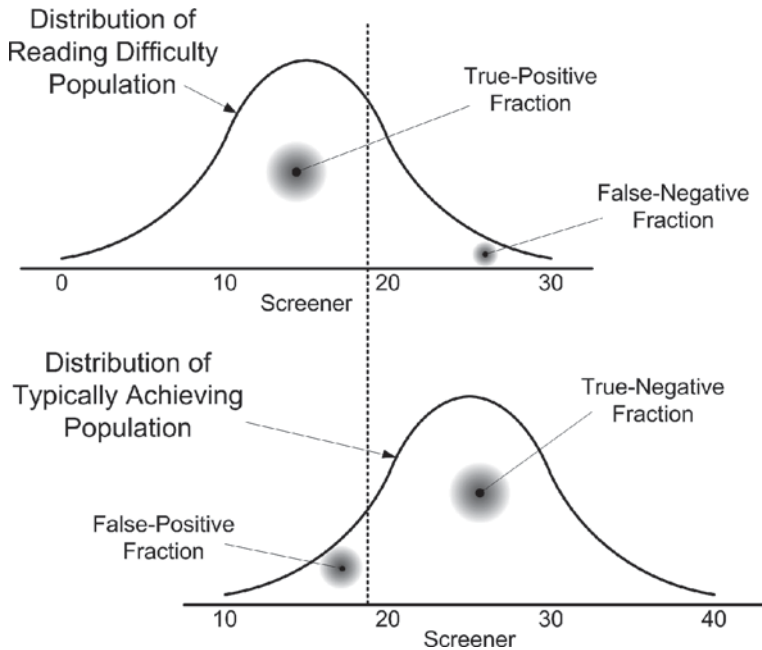 Distribution of
Reading Difficulty
Population
True-Positive
Fraction
False-Negative
Fraction
0 10 20 30
Screener
Distribution of
Typically Achieving
Population
True-Negative
Fraction
False-Positive
Fraction
10 20 30 40
Screener